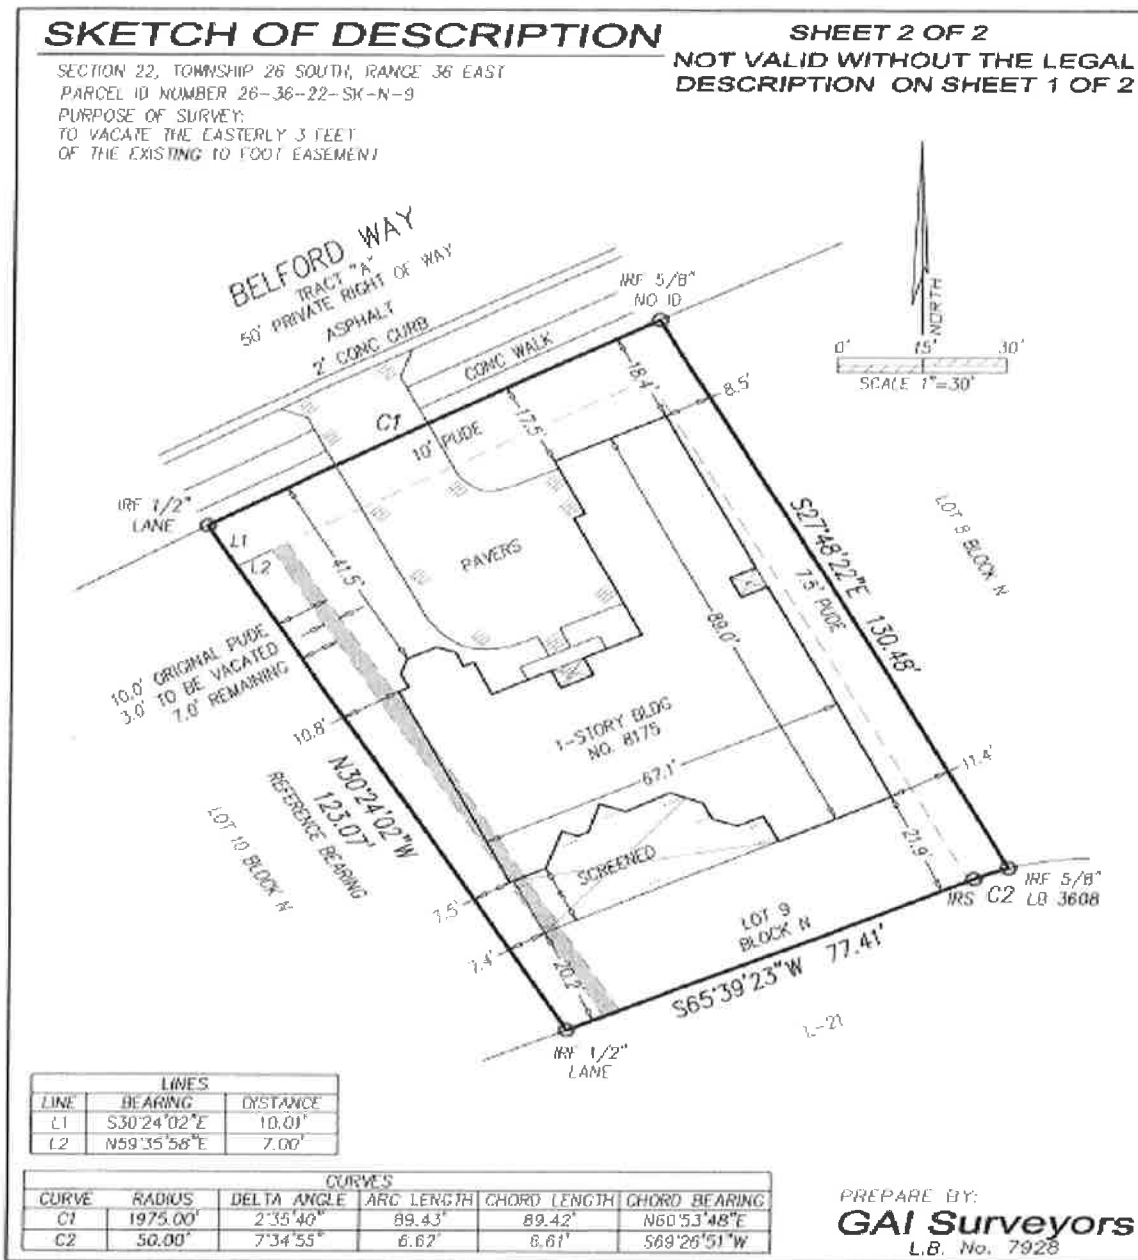 SKETCH OF DESCRIPTION
SHEET 2 OF 2
NOT VALID WITHOUT THE LEGAL
DESCRIPTION ON SHEET 1 OF 2
SECTION 22, TOWNSHIP 26 SOUTH, RANGE 36 EAST
PARCEL ID NUMBER 26-36-22-SK-N-9
PURPOSE OF SURVEY:
TO VACATE THE EASTERLY 3 FEET
OF THE EXISTING 10 FOOT EASEMENT
BELFORD WAY
TRACT "A"
50' PRIVATE RIGHT OF WAY
ASPHALT
2' CONC CURB
CONC WALK
IRF 5/8"
NO ID
NORTH
0' 15' 30'
SCALE 1"=30'
C1
10' PUDE
17.5'
18.4'
8.5'
IRF 1/2"
LANE
L1
L2
41.5'
PAVERS
S27°48'22"E 130.48'
7.5' PUDE
LOT 8 BLOCK N
89.0'
10.0' ORIGINAL PUDE
3.0' TO BE VACATED
7.0' REMAINING
10.8'
1-STORY BLDG
NO. 8175
67.1'
11.4'
N30°24'02"W
123.07'
REFERENCE BEARING
LOT 10 BLOCK N
SCREENED
21.9'
7.5'
7.4'
20.2'
LOT 9
BLOCK N
IRS C2
IRF 5/8"
LB 3608
S65°39'23"W 77.41'
L-21
IRF 1/2"
LANE
LINES
LINE BEARING DISTANCE
L1 S30°24'02"E 10.01'
L2 N59°35'58"E 7.00'
CURVES
CURVE RADIUS DELTA ANGLE ARC LENGTH CHORD LENGTH CHORD BEARING
C1 1975.00' 2°35'40" 89.43' 89.42' N60°53'48"E
C2 50.00' 7°34'55" 6.62' 6.61' S69°26'51"W
PREPARE BY:
GAI Surveyors
L.B. No. 7928